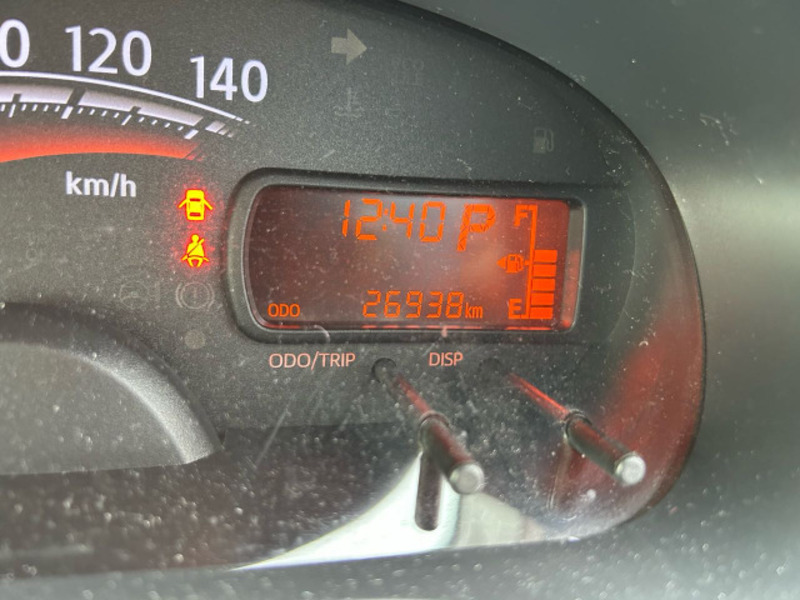 0 120 140
km/h
12:40 P F
ODO 26938 km E
ODO/TRIP DISP